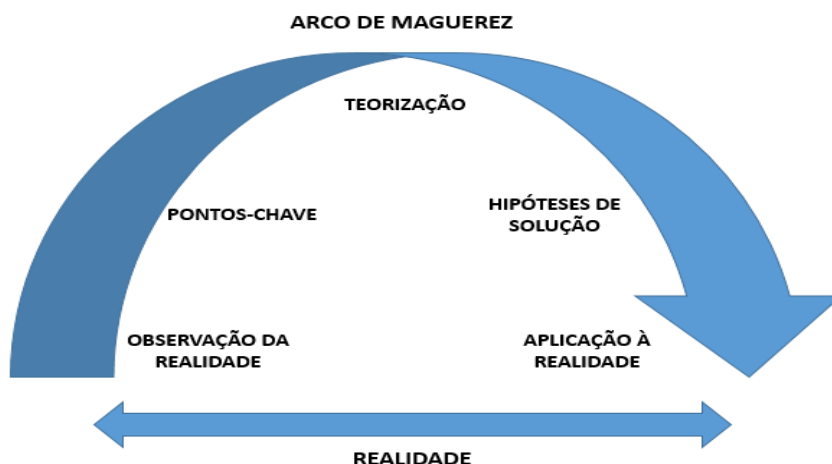 ARCO DE MAGUEREZ
TEORIZAÇÃO
PONTOS-CHAVE
HIPÓTESES DE
SOLUÇÃO
OBSERVAÇÃO DA
REALIDADE
APLICAÇÃO À
REALIDADE
REALIDADE